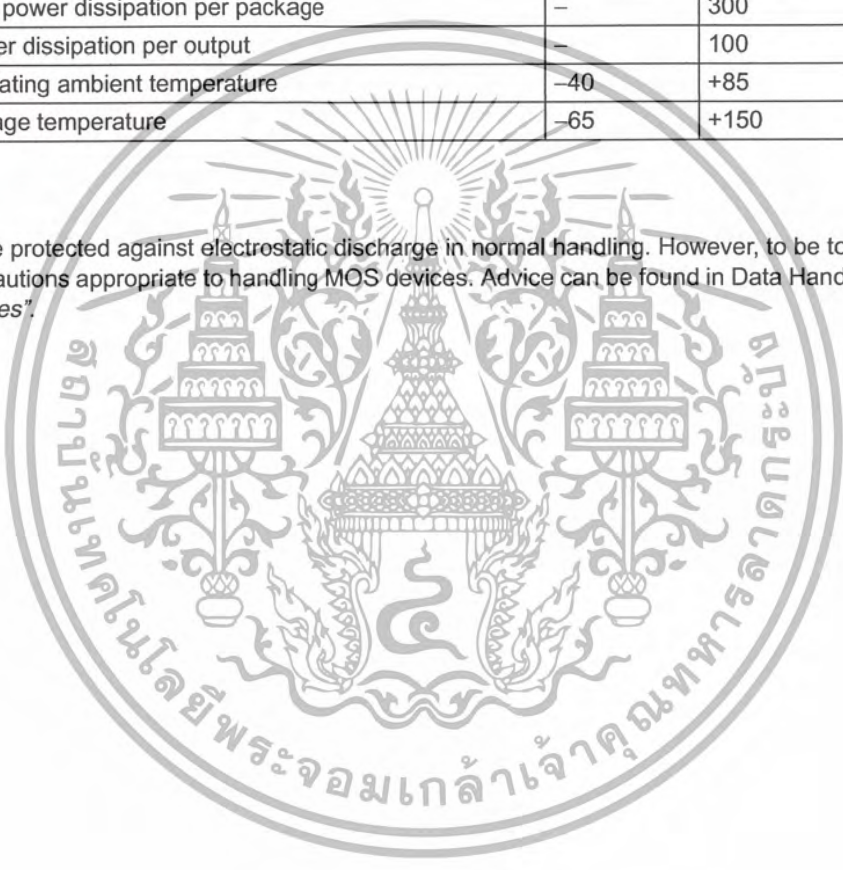 power dissipation per package – 300
er dissipation per output – 100
ating ambient temperature –40 +85
age temperature –65 +150
e protected against electrostatic discharge in normal handling. However, to be to
autions appropriate to handling MOS devices. Advice can be found in Data Hand
es”.
สถาบันเทคโนโลยีพระจอมเกล้าเจ้าคุณทหารลาดกระบัง
๔